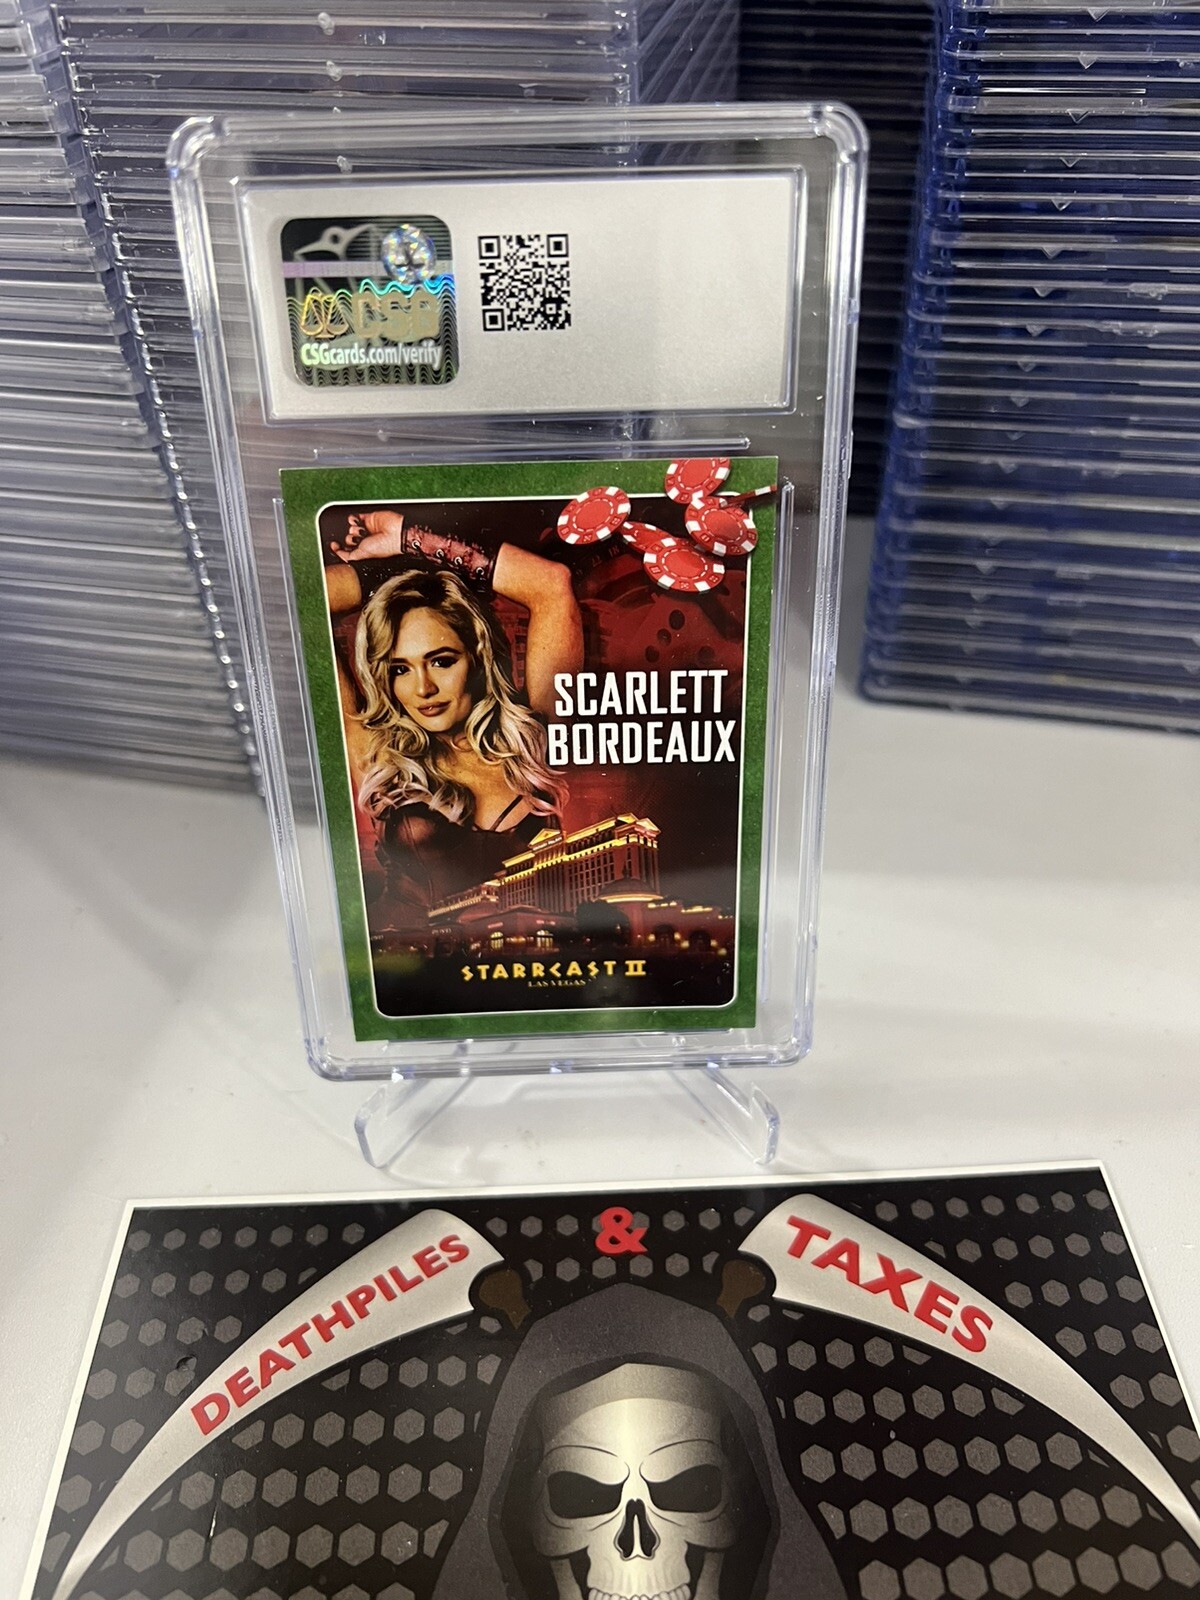 CSG
CSGcards.com/verify
SCARLETT
BORDEAUX
STARRCAST II
LAS VEGAS
DEATHPILES
&
TAXES